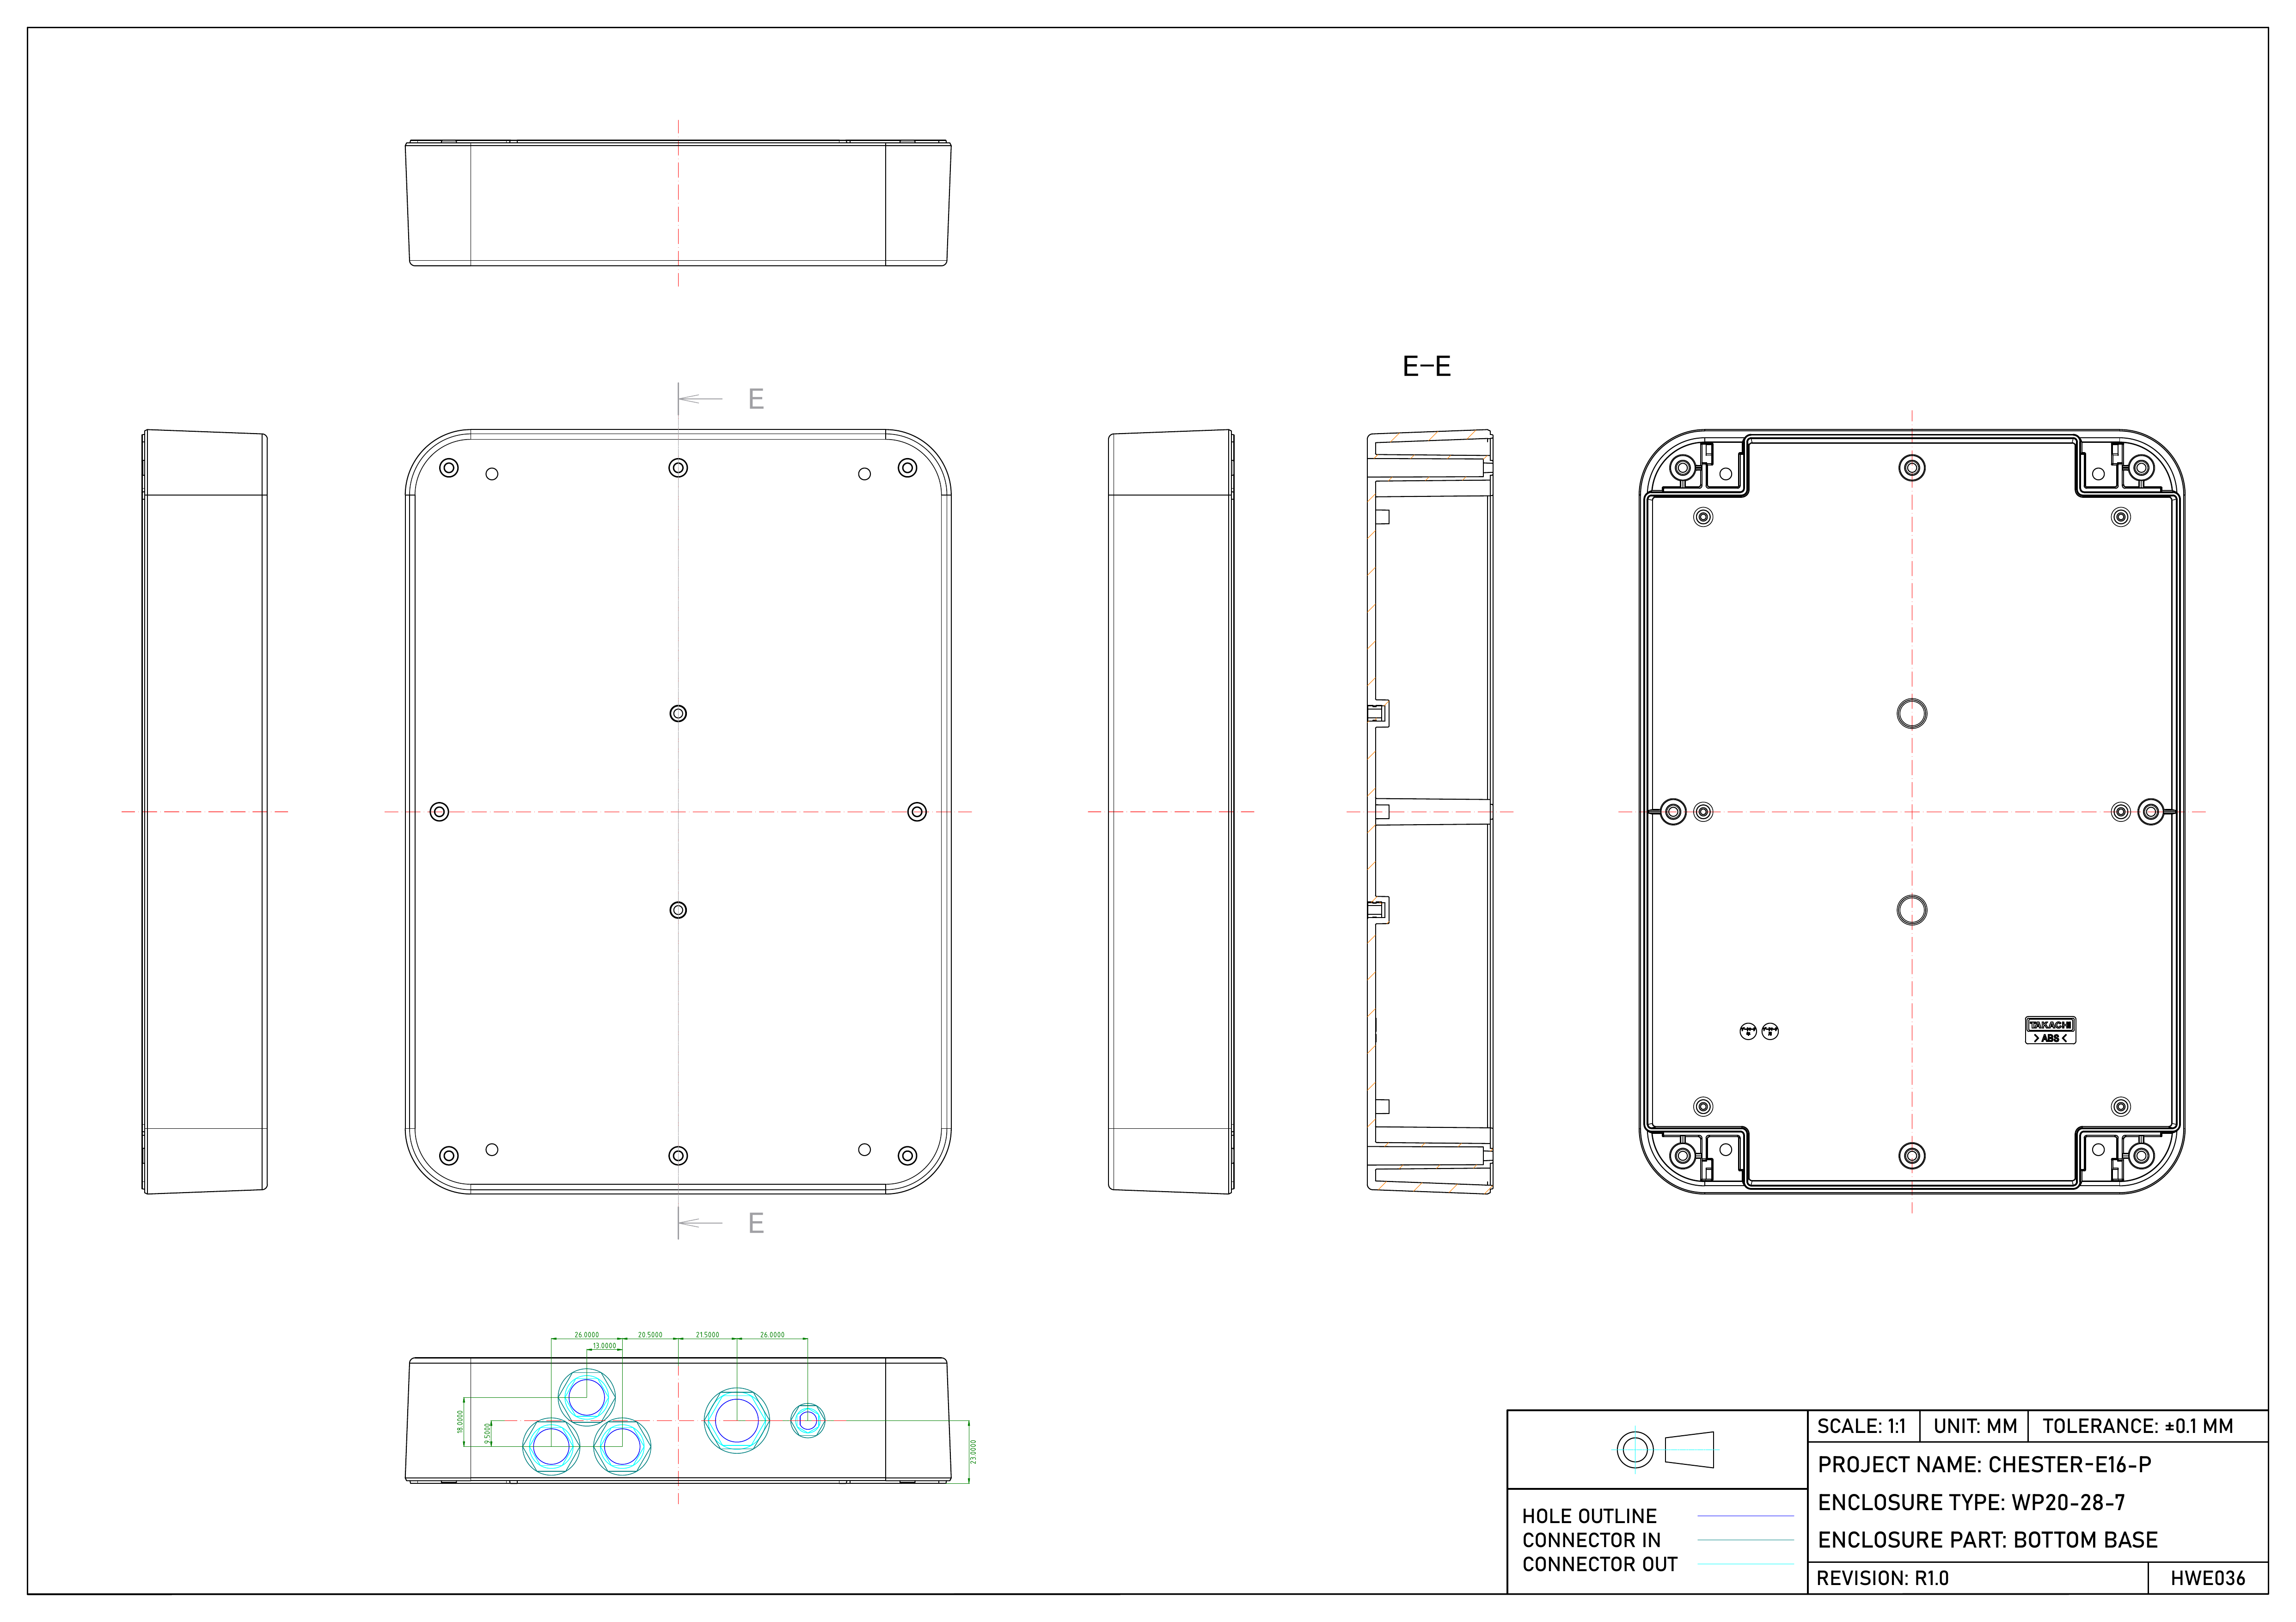 E-E
E
TAKACHI
> ABS <
E
26.0000 20.5000 21.5000 26.0000
13.0000
18.0000
9.5000
23.0000
SCALE: 1:1 UNIT: MM TOLERANCE: ±0.1 MM
PROJECT NAME: CHESTER-E16-P
ENCLOSURE TYPE: WP20-28-7
HOLE OUTLINE
CONNECTOR IN
ENCLOSURE PART: BOTTOM BASE
CONNECTOR OUT
REVISION: R1.0 HWE036